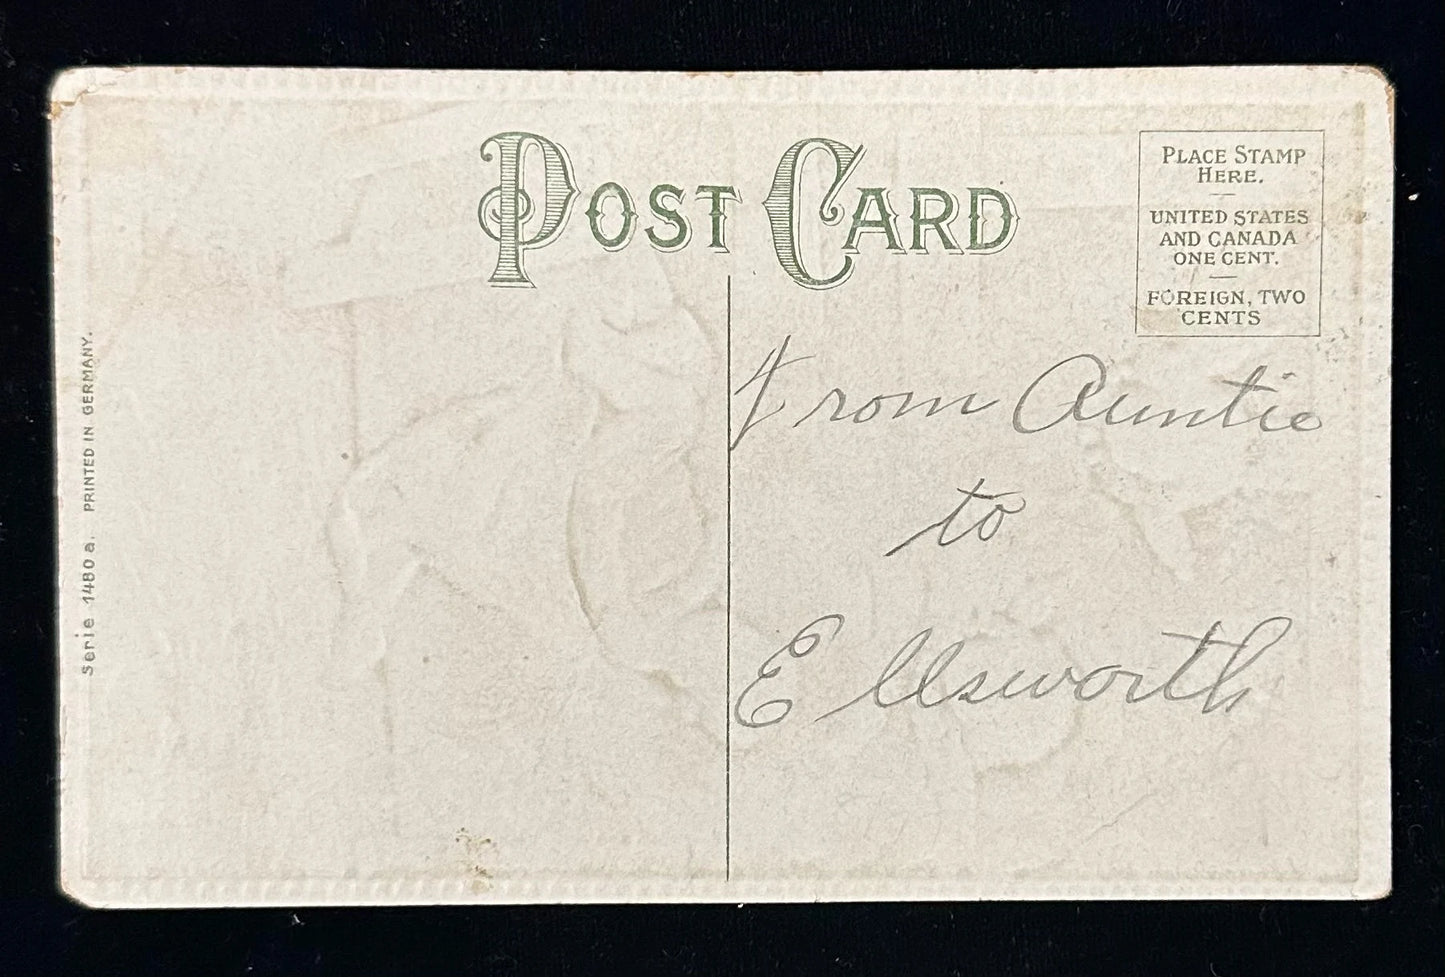 POST CARD
PLACE STAMP
HERE.
UNITED STATES
AND CANADA
ONE CENT.
FOREIGN, TWO
CENTS
From Auntie
to
Ellsworth
Serie 1480 a. PRINTED IN GERMANY.